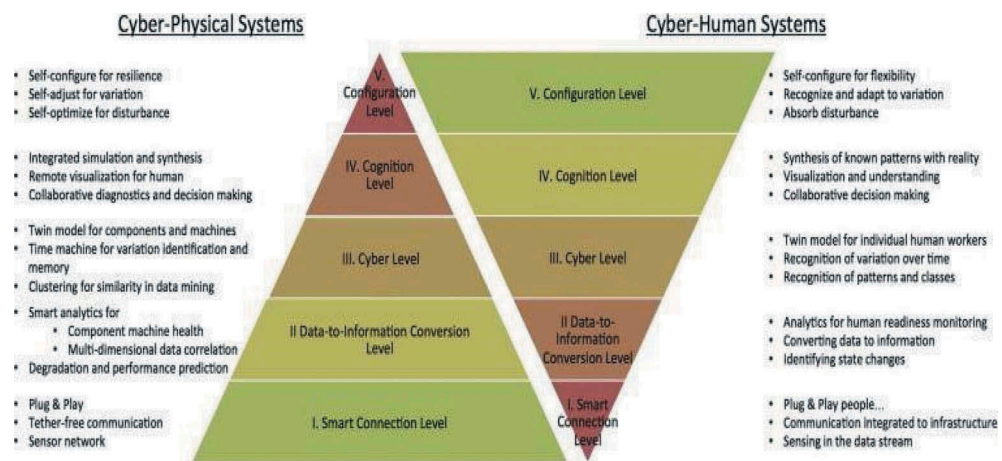 Cyber-Physical Systems
Cyber-Human Systems
• Self-configure for resilience
• Self-adjust for variation
• Self-optimize for disturbance
V.
Configuration
Level
V. Configuration Level
• Self-configure for flexibility
• Recognize and adapt to variation
• Absorb disturbance
• Integrated simulation and synthesis
• Remote visualization for human
• Collaborative diagnostics and decision making
IV. Cognition
Level
IV. Cognition Level
• Synthesis of known patterns with reality
• Visualization and understanding
• Collaborative decision making
• Twin model for components and machines
• Time machine for variation identification and
memory
• Clustering for similarity in data mining
III. Cyber Level
III. Cyber Level
• Twin model for individual human workers
• Recognition of variation over time
• Recognition of patterns and classes
• Smart analytics for
• Component machine health
• Multi-dimensional data correlation
• Degradation and performance prediction
II Data-to-Information Conversion
Level
II Data-to-
Information
Conversion Level
• Analytics for human readiness monitoring
• Converting data to information
• Identifying state changes
• Plug & Play
• Tether-free communication
• Sensor network
I. Smart Connection Level
I. Smart
Connection
Level
• Plug & Play people...
• Communication integrated to infrastructure
• Sensing in the data stream